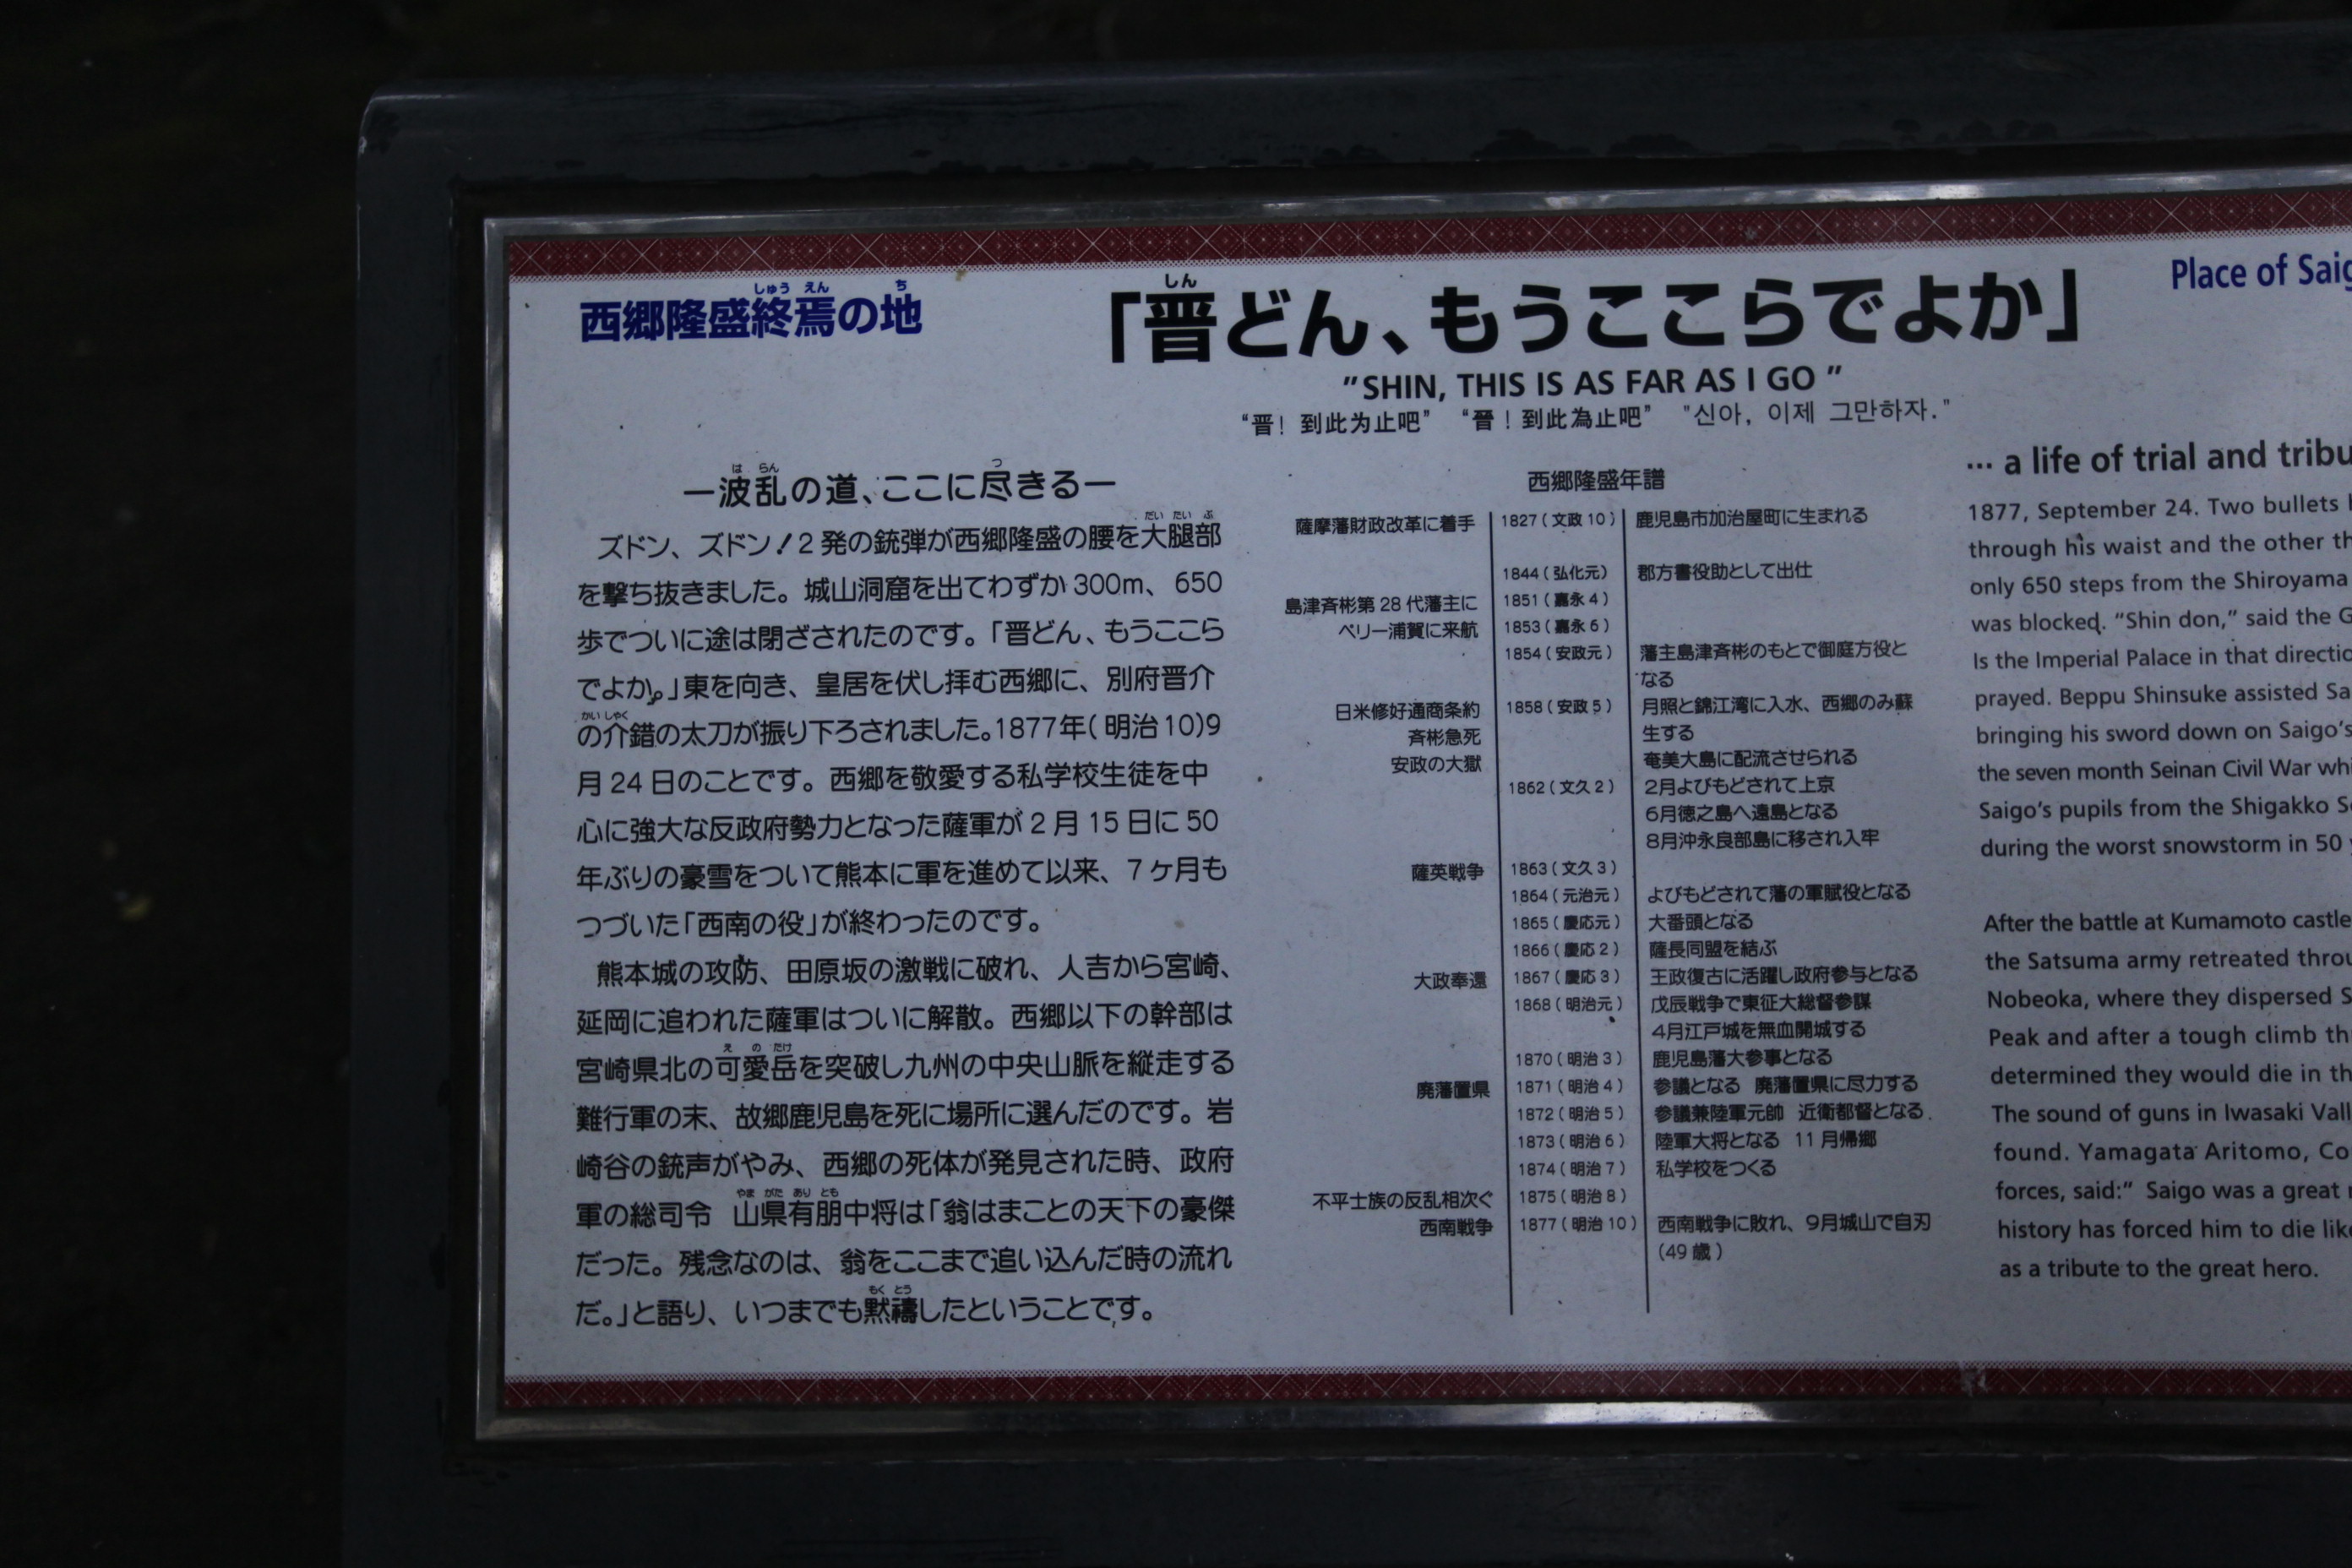 西郷隆盛終焉の地
しゅう えん ち
「晋どん、もうここらでよか」
しん
"SHIN, THIS IS AS FAR AS I GO "
“晋！到此为止吧” “晉！到此為止吧” "신아, 이제 그만하자."
―波乱の道、ここに尽きる―
は らん つ
ズドン、ズドン！2発の銃弾が西郷隆盛の腰を大腿部
だい たい ぶ
を撃ち抜きました。城山洞窟を出てわずか300m、650
歩でついに途は閉ざされたのです。「晋どん、もうここら
でよか。」東を向き、皇居を伏し拝む西郷に、別府晋介
の介錯の太刀が振り下ろされました。1877年(明治10)9
かい しゃく
月24日のことです。西郷を敬愛する私学校生徒を中
心に強大な反政府勢力となった薩軍が2月15日に50
年ぶりの豪雪をついて熊本に軍を進めて以来、7ヶ月も
つづいた「西南の役」が終わったのです。
熊本城の攻防、田原坂の激戦に破れ、人吉から宮崎、
延岡に追われた薩軍はついに解散。西郷以下の幹部は
宮崎県北の可愛岳を突破し九州の中央山脈を縦走する
え の だけ
難行軍の末、故郷鹿児島を死に場所に選んだのです。岩
崎谷の銃声がやみ、西郷の死体が発見された時、政府
軍の総司令 山県有朋中将は「翁はまことの天下の豪傑
やま がた あり とも
だった。残念なのは、翁をここまで追い込んだ時の流れ
だ。」と語り、いつまでも黙禱したということです。
もく とう
西郷隆盛年譜
薩摩藩財政改革に着手 1827(文政10) 鹿児島市加治屋町に生まれる
1844(弘化元) 郡方書役助として出仕
島津斉彬第28代藩主に 1851(嘉永4)
ペリー浦賀に来航 1853(嘉永6)
1854(安政元) 藩主島津斉彬のもとで御庭方役と
なる
日米修好通商条約 1858(安政5) 月照と錦江湾に入水、西郷のみ蘇
斉彬急死 生する
安政の大獄 奄美大島に配流させられる
1862(文久2) 2月よびもどされて上京
6月徳之島へ遠島となる
8月沖永良部島に移され入牢
薩英戦争 1863(文久3)
1864(元治元) よびもどされて藩の軍賦役となる
1865(慶応元) 大番頭となる
1866(慶応2) 薩長同盟を結ぶ
大政奉還 1867(慶応3) 王政復古に活躍し政府参与となる
1868(明治元) 戊辰戦争で東征大総督参謀
4月江戸城を無血開城する
1870(明治3) 鹿児島藩大参事となる
廃藩置県 1871(明治4) 参議となる 廃藩置県に尽力する
1872(明治5) 参議兼陸軍元帥 近衛都督となる
1873(明治6) 陸軍大将となる 11月帰郷
1874(明治7) 私学校をつくる
不平士族の反乱相次ぐ 1875(明治8)
西南戦争 1877(明治10) 西南戦争に敗れ、9月城山で自刃
(49歳)
Place of Saig
... a life of trial and tribu
1877, September 24. Two bullets
through his waist and the other th
only 650 steps from the Shiroyama
was blocked. “Shin don,” said the G
Is the Imperial Palace in that directio
prayed. Beppu Shinsuke assisted Sa
bringing his sword down on Saigo’s
the seven month Seinan Civil War whi
Saigo’s pupils from the Shigakko S
during the worst snowstorm in 50
After the battle at Kumamoto castle
the Satsuma army retreated throu
Nobeoka, where they dispersed S
Peak and after a tough climb th
determined they would die in th
The sound of guns in Iwasaki Vall
found. Yamagata Aritomo, Co
forces, said:” Saigo was a great
history has forced him to die lik
as a tribute to the great hero.